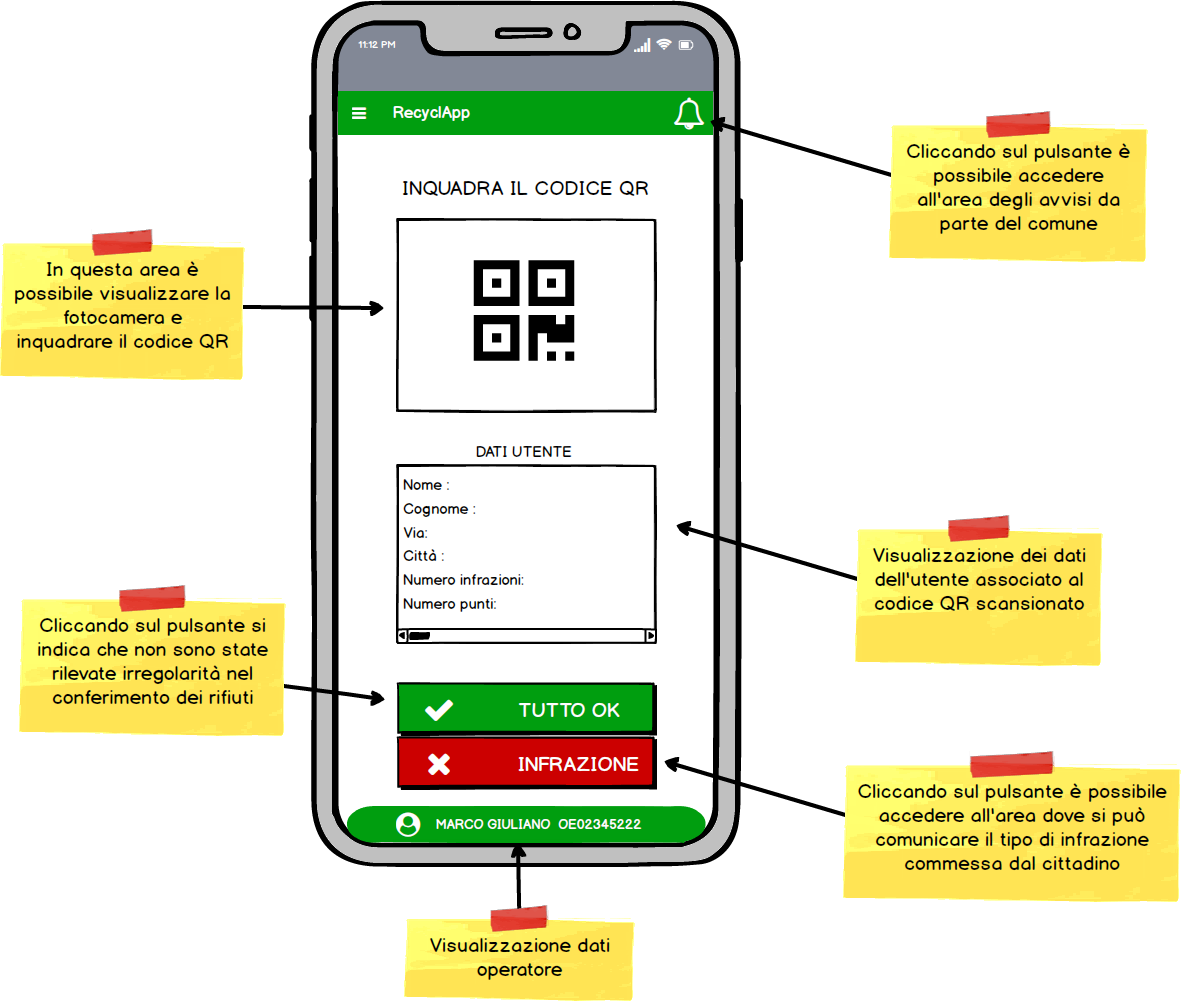 11:12 PM
RecyclApp
Cliccando sul pulsante è
possibile accedere
all'area degli avvisi da
parte del comune
INQUADRA IL CODICE QR
In questa area è
possibile visualizzare la
fotocamera e
inquadrare il codice QR
DATI UTENTE
Nome :
Cognome :
Via:
Città :
Numero infrazioni:
Numero punti:
Visualizzazione dei dati
dell'utente associato al
codice QR scansionato
Cliccando sul pulsante si
indica che non sono state
rilevate irregolarità nel
conferimento dei rifiuti
TUTTO OK
INFRAZIONE
Cliccando sul pulsante è possibile
accedere all'area dove si può
comunicare il tipo di infrazione
commessa dal cittadino
MARCO GIULIANO OE02345222
Visualizzazione dati
operatore